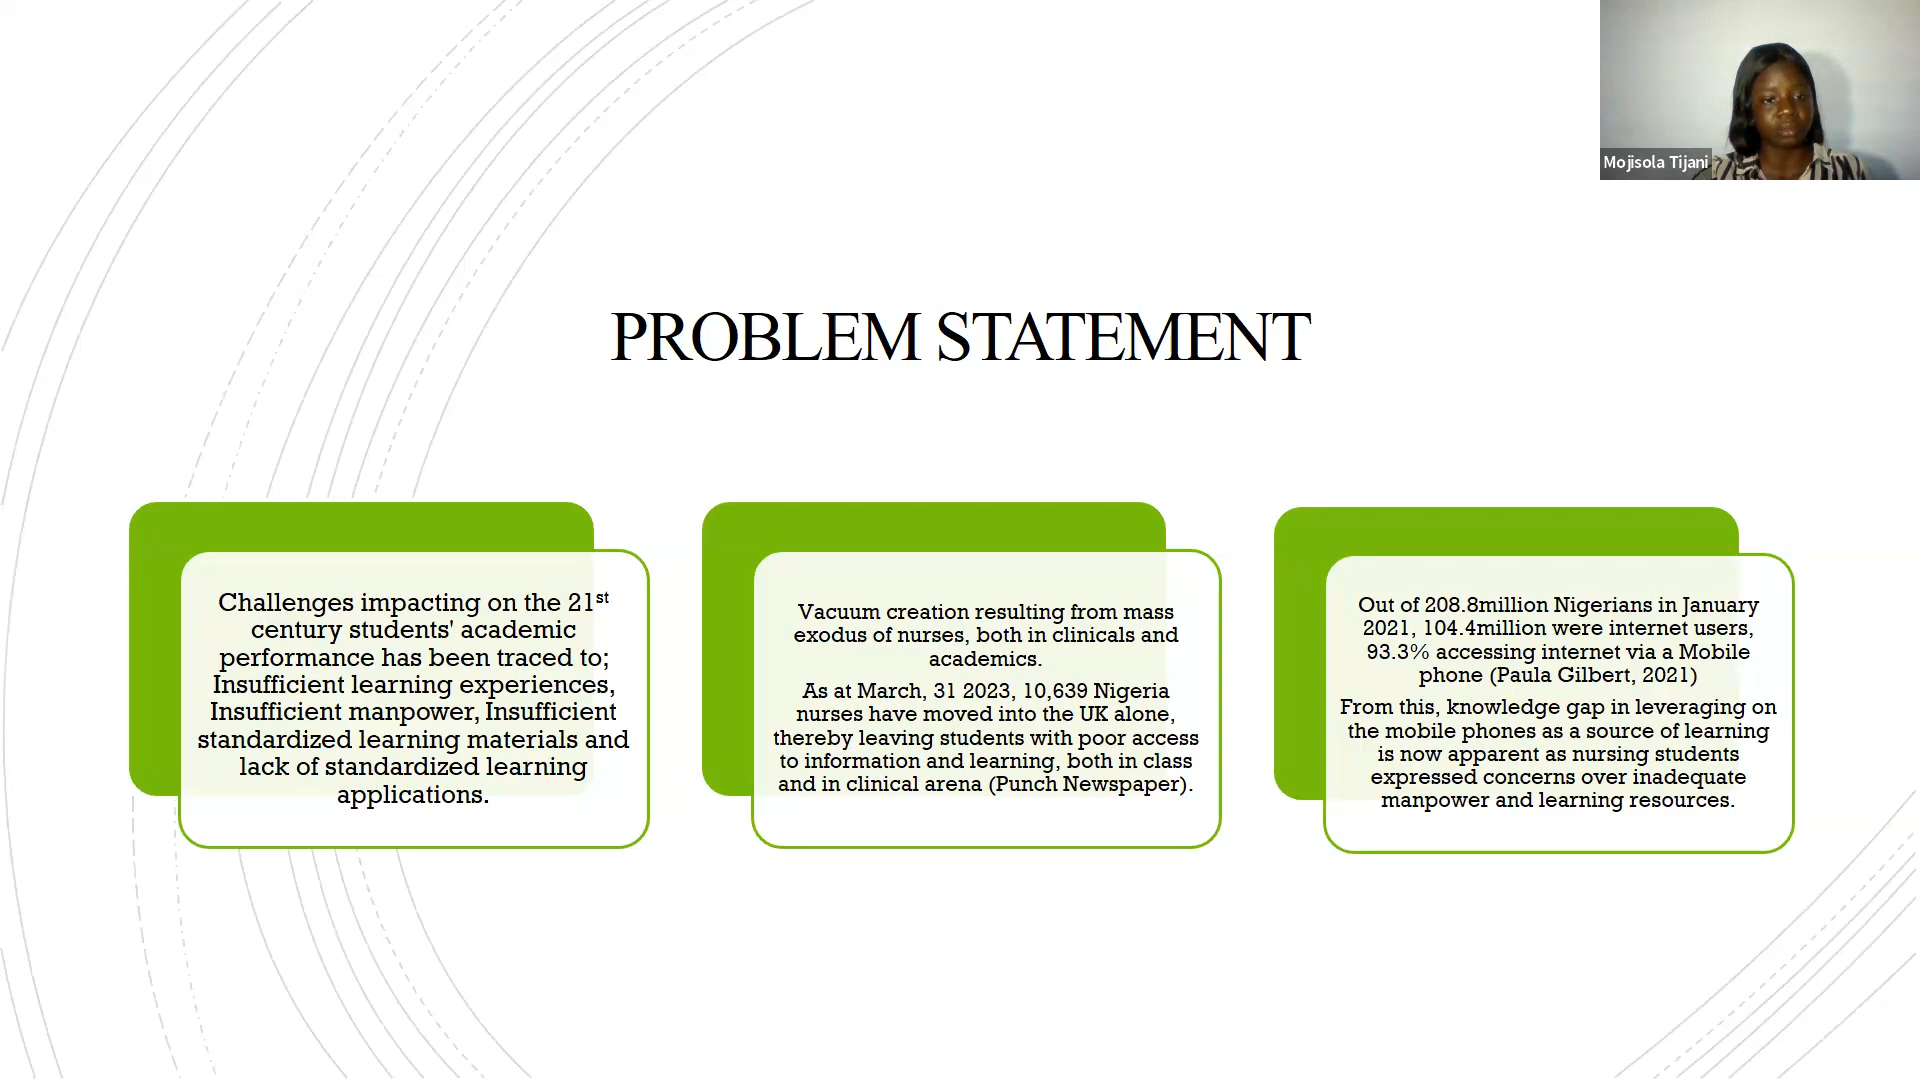 Mojisola Tijani
PROBLEM STATEMENT
Challenges impacting on the 21st
century students' academic
performance has been traced to;
Insufficient learning experiences,
Insufficient manpower, Insufficient
standardized learning materials and
lack of standardized learning
applications.
Vacuum creation resulting from mass
exodus of nurses, both in clinicals and
academics.
As at March, 31 2023, 10,639 Nigeria
nurses have moved into the UK alone,
thereby leaving students with poor access
to information and learning, both in class
and in clinical arena (Punch Newspaper).
Out of 208.8million Nigerians in January
2021, 104.4million were internet users,
93.3% accessing internet via a Mobile
phone (Paula Gilbert, 2021)
From this, knowledge gap in leveraging on
the mobile phones as a source of learning
is now apparent as nursing students
expressed concerns over inadequate
manpower and learning resources.